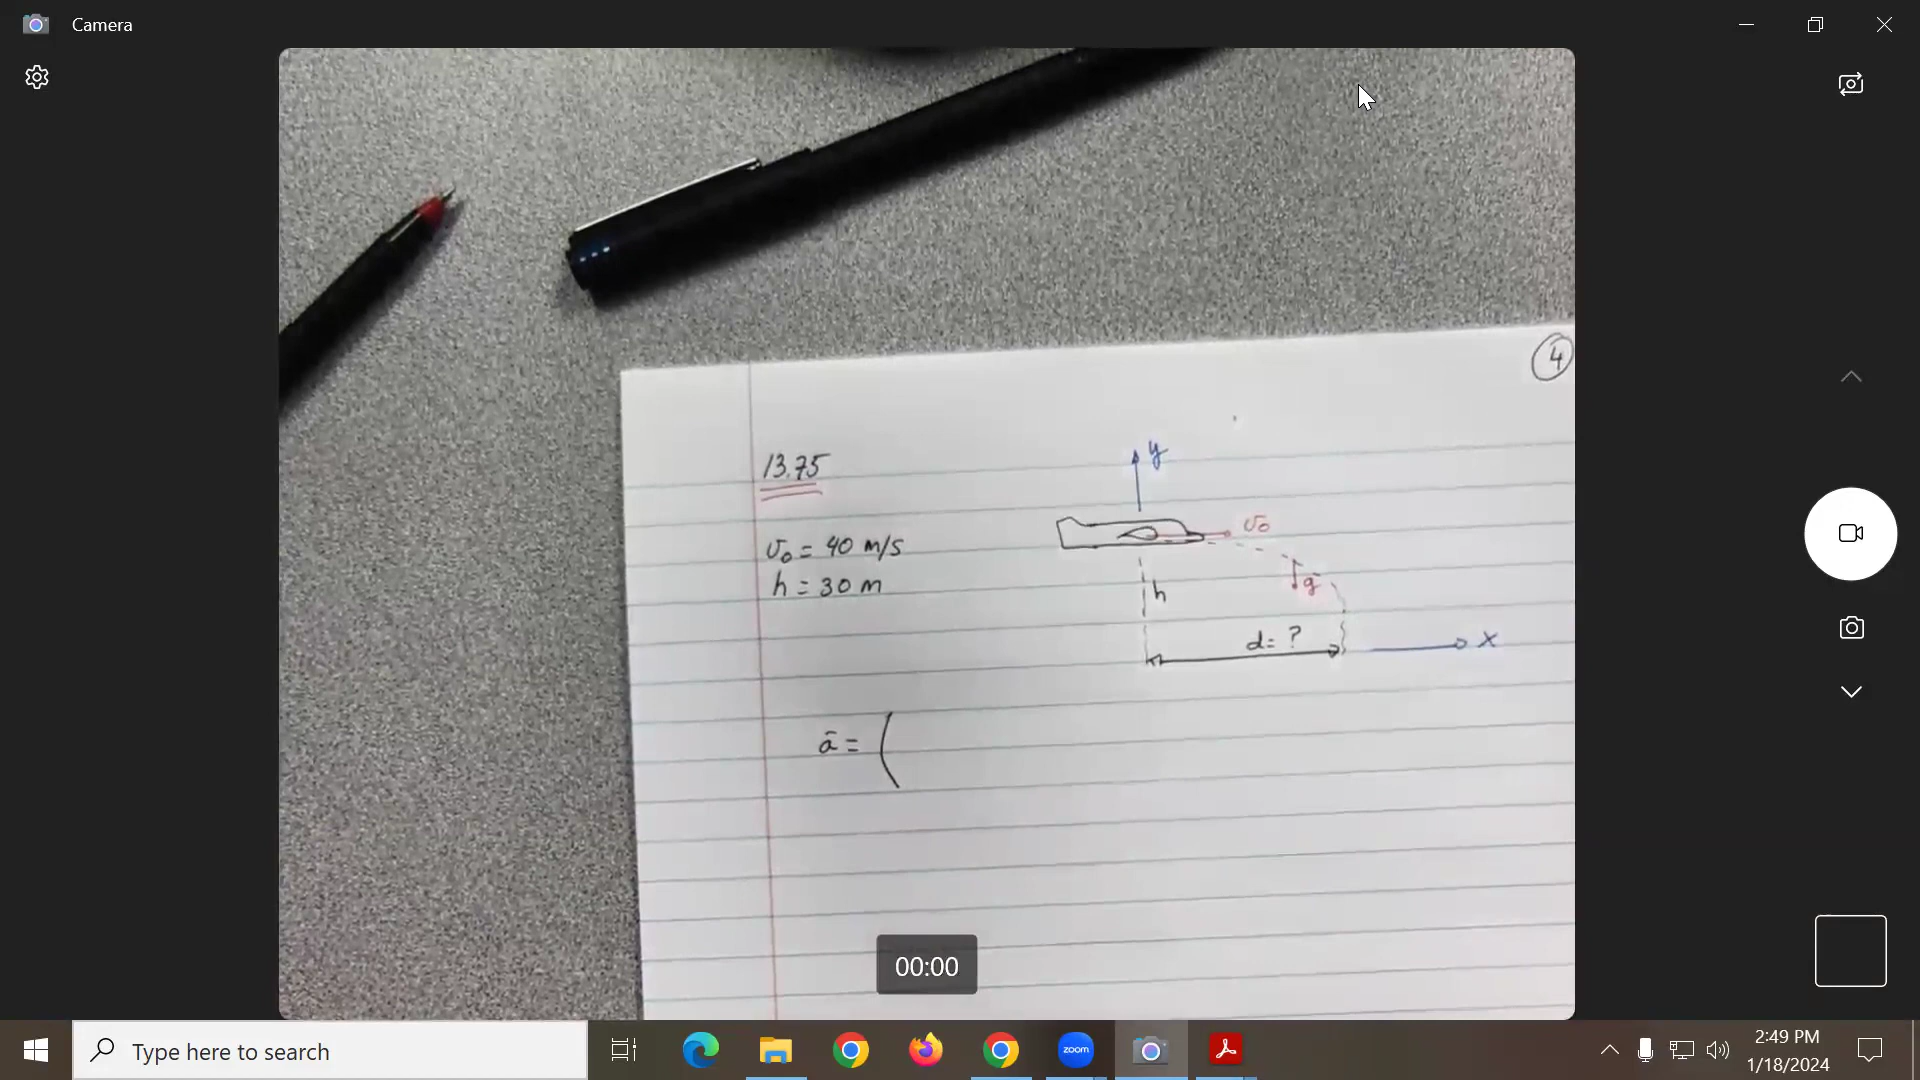 Camera
4
13.75
y
v₀ = 40 m/s
v₀
h = 30 m
h
g
d = ?
x
ā = (
00:00
Type here to search
zoom
2:49 PM
1/18/2024